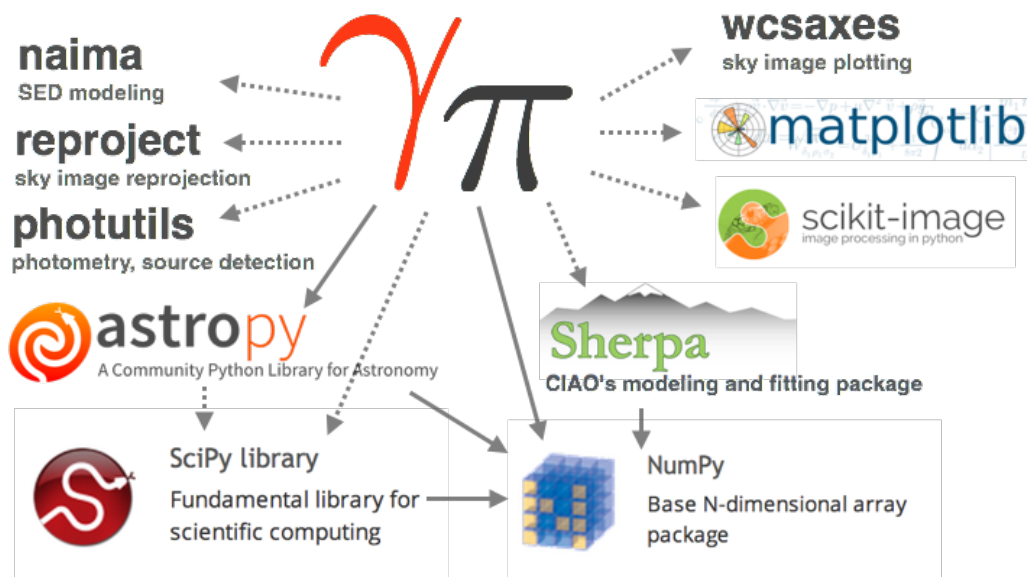 γπ
naima
SED modeling
reproject
sky image reprojection
photutils
photometry, source detection
wcsaxes
sky image plotting
matplotlib
scikit-image
image processing in python
astropy
A Community Python Library for Astronomy
Sherpa
CIAO's modeling and fitting package
SciPy library
Fundamental library for
scientific computing
N
NumPy
Base N-dimensional array
package